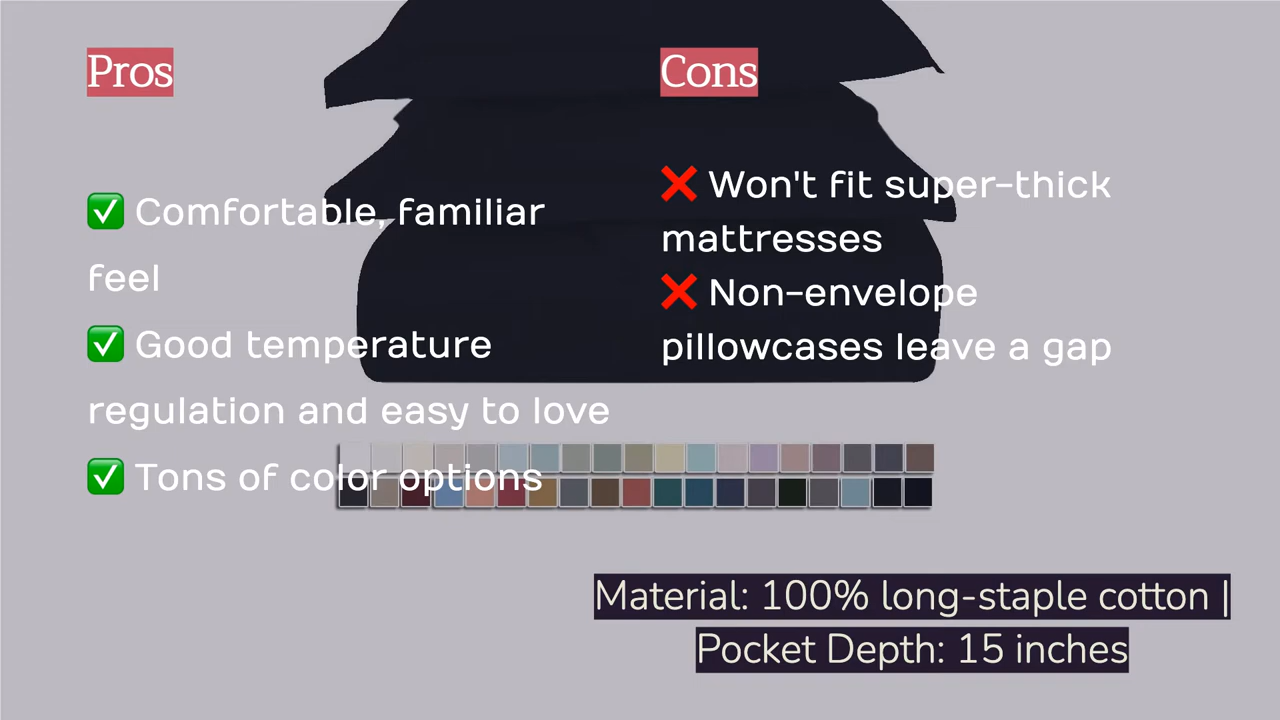 Pros
✅ Comfortable, familiar
feel
✅ Good temperature
regulation and easy to love
✅ Tons of color options
Cons
❌ Won't fit super-thick
mattresses
❌ Non-envelope
pillowcases leave a gap
Material: 100% long-staple cotton |
Pocket Depth: 15 inches